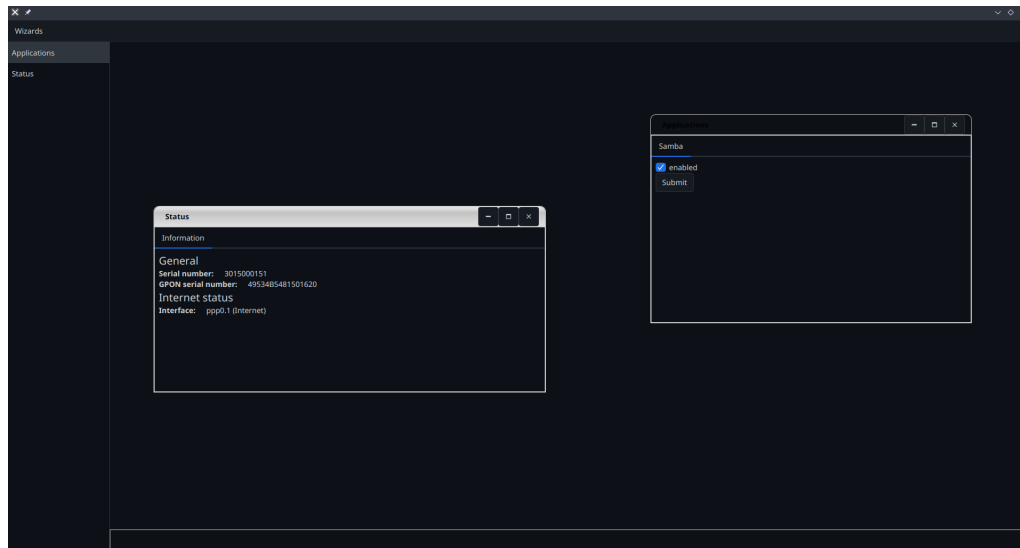 Wizards
Applications
Status
Applications
Samba
enabled
Submit
Status
Information
General
Serial number: 3015000151
GPON serial number: 49534B5481501620
Internet status
Interface: ppp0.1 (Internet)